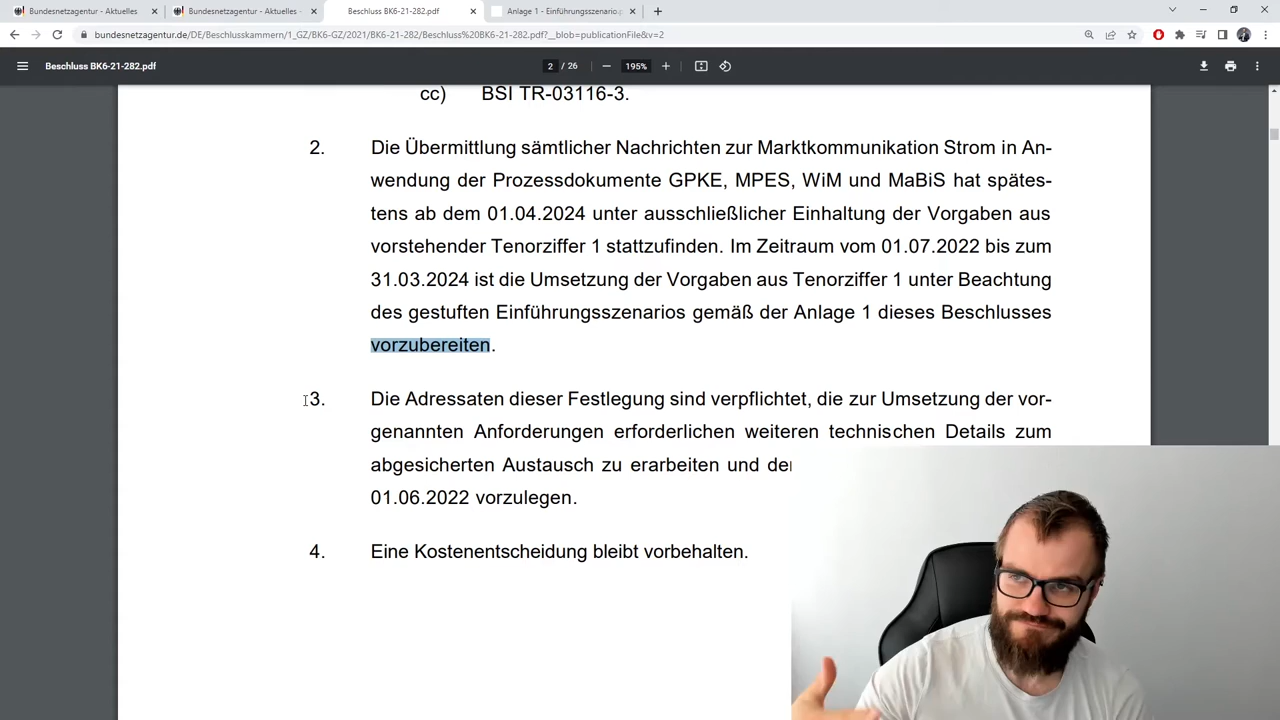 Bundesnetzagentur - Aktuelles
Bundesnetzagentur - Aktuelles -
Beschluss BK6-21-282.pdf
Anlage 1 - Einführungsszenario.p
bundesnetzagentur.de/DE/Beschlusskammern/1_GZ/BK6-GZ/2021/BK6-21-282/Beschluss%20BK6-21-282.pdf?__blob=publicationFile&v=2
Beschluss BK6-21-282.pdf
2 / 26
195%
cc) BSI TR-03116-3.
2. Die Übermittlung sämtlicher Nachrichten zur Marktkommunikation Strom in An-
wendung der Prozessdokumente GPKE, MPES, WiM und MaBiS hat spätes-
tens ab dem 01.04.2024 unter ausschließlicher Einhaltung der Vorgaben aus
vorstehender Tenorziffer 1 stattzufinden. Im Zeitraum vom 01.07.2022 bis zum
31.03.2024 ist die Umsetzung der Vorgaben aus Tenorziffer 1 unter Beachtung
des gestuften Einführungsszenarios gemäß der Anlage 1 dieses Beschlusses
vorzubereiten.
3. Die Adressaten dieser Festlegung sind verpflichtet, die zur Umsetzung der vor-
genannten Anforderungen erforderlichen weiteren technischen Details zum
abgesicherten Austausch zu erarbeiten und
01.06.2022 vorzulegen.
4. Eine Kostenentscheidung bleibt vorbehalten.